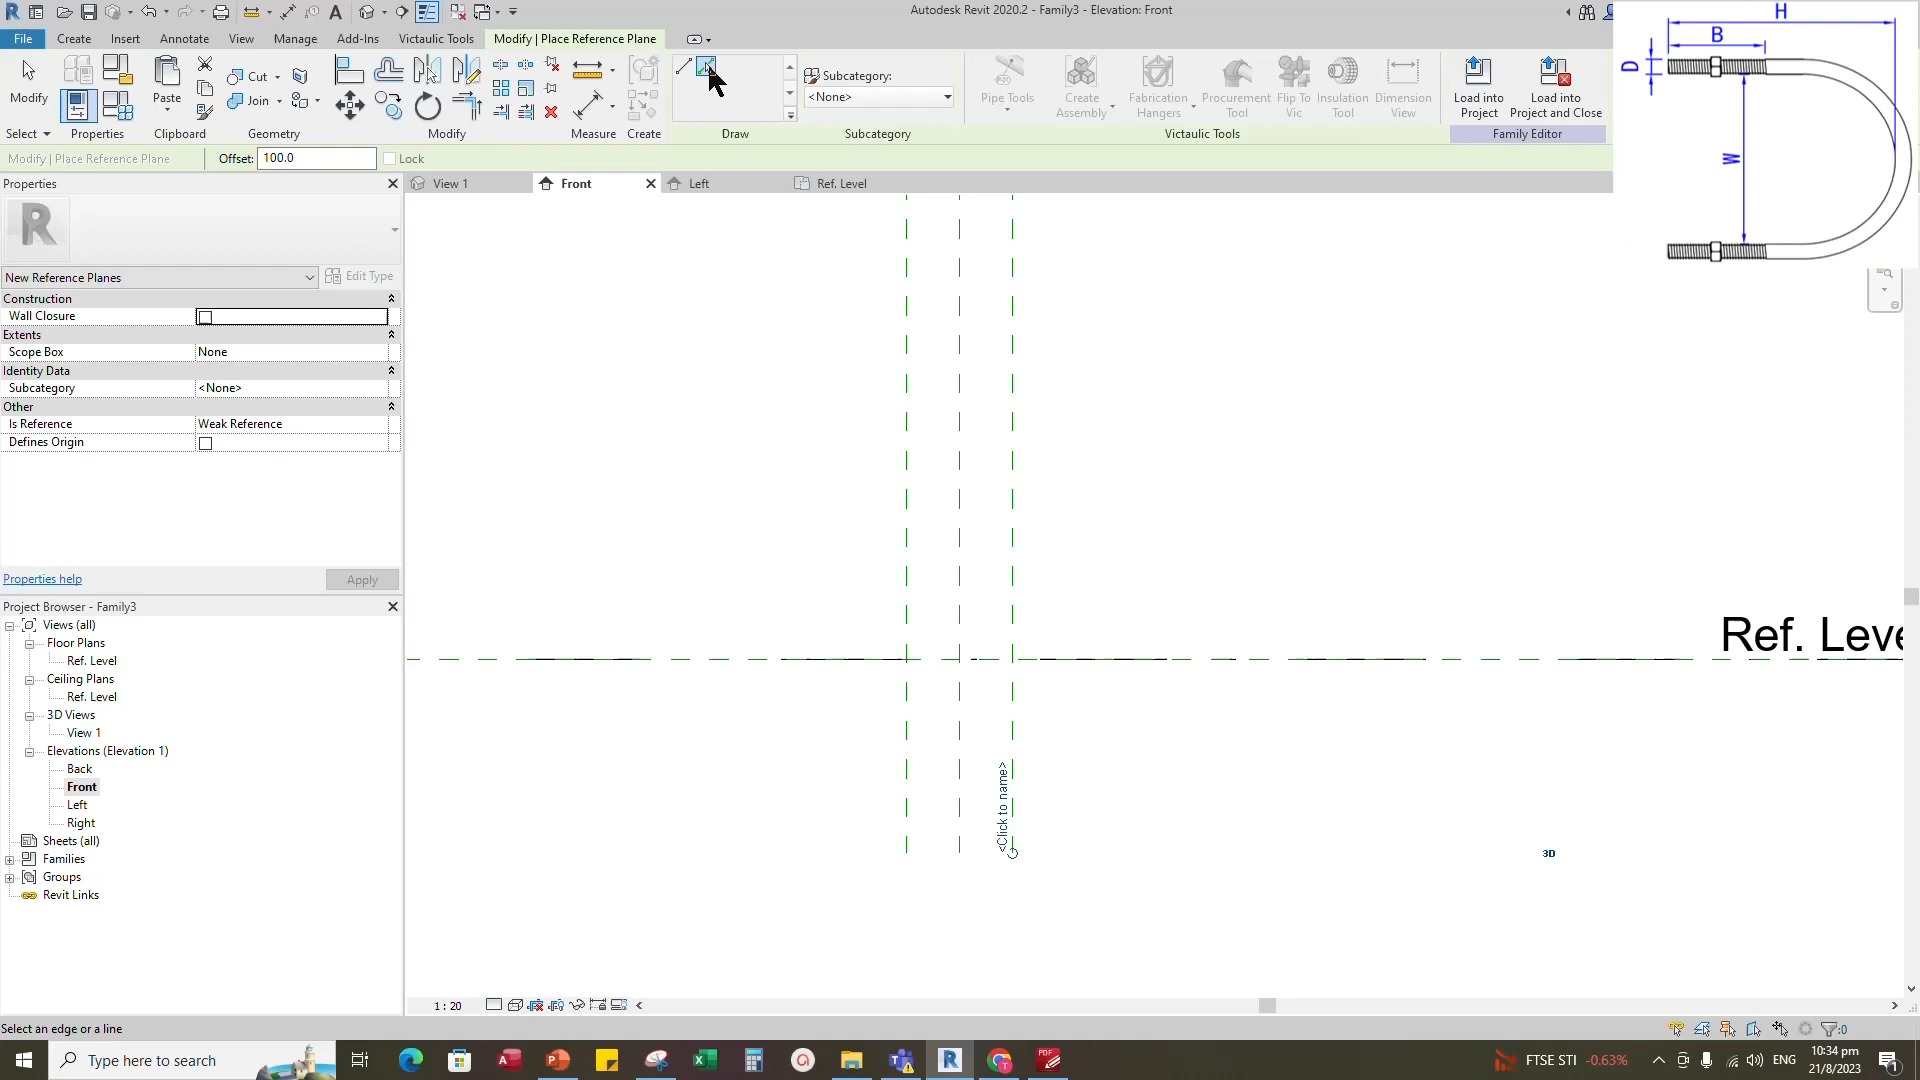 Autodesk Revit 2020.2 - Family3 - Elevation: Front
File Create Insert Annotate View Manage Add-Ins Victaulic Tools Modify | Place Reference Plane
Modify
Paste
Cut
Join
Subcategory:
<None>
Pipe Tools
Create Assembly
Fabrication Hangers
Procurement Tool
Flip To Vic
Insulation Tool
Dimension View
Load into Project
Load into Project and Close
Select Properties Clipboard Geometry Modify Measure Create Draw Subcategory Victaulic Tools Family Editor
Modify | Place Reference Plane Offset: 100.0 Lock
H
B
D
W
Properties
View 1 Front Left Ref. Level
New Reference Planes Edit Type
Construction
Wall Closure
Extents
Scope Box None
Identity Data
Subcategory <None>
Other
Is Reference Weak Reference
Defines Origin
Properties help Apply
Project Browser - Family3
Views (all)
Floor Plans
Ref. Level
Ceiling Plans
Ref. Level
3D Views
View 1
Elevations (Elevation 1)
Back
Front
Left
Right
Sheets (all)
Families
Groups
Revit Links
Ref. Leve
<Click to name>
3D
1 : 20
Select an edge or a line
:0
Type here to search
FTSE STI -0.63%
ENG
10:34 pm
21/8/2023